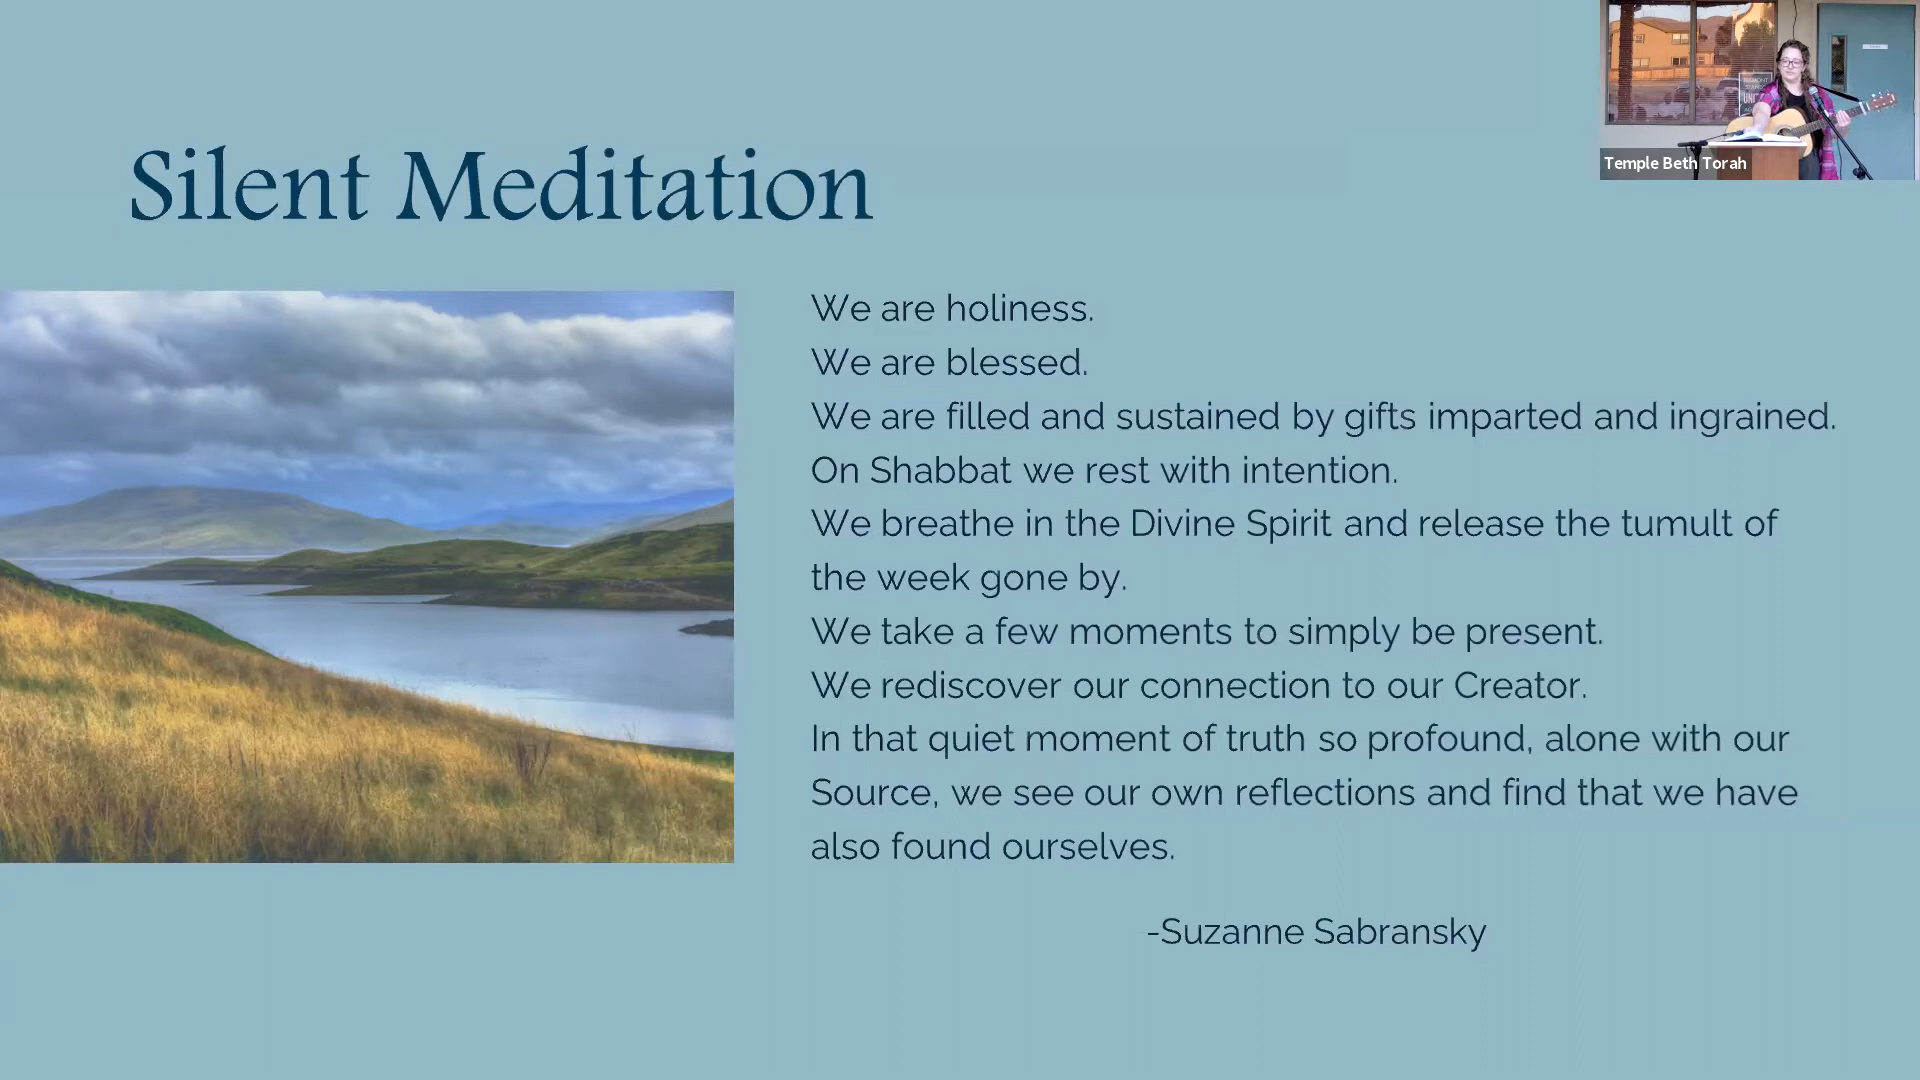 Silent Meditation
Temple Beth Torah
We are holiness.
We are blessed.
We are filled and sustained by gifts imparted and ingrained.
On Shabbat we rest with intention.
We breathe in the Divine Spirit and release the tumult of
the week gone by.
We take a few moments to simply be present.
We rediscover our connection to our Creator.
In that quiet moment of truth so profound, alone with our
Source, we see our own reflections and find that we have
also found ourselves.
-Suzanne Sabransky